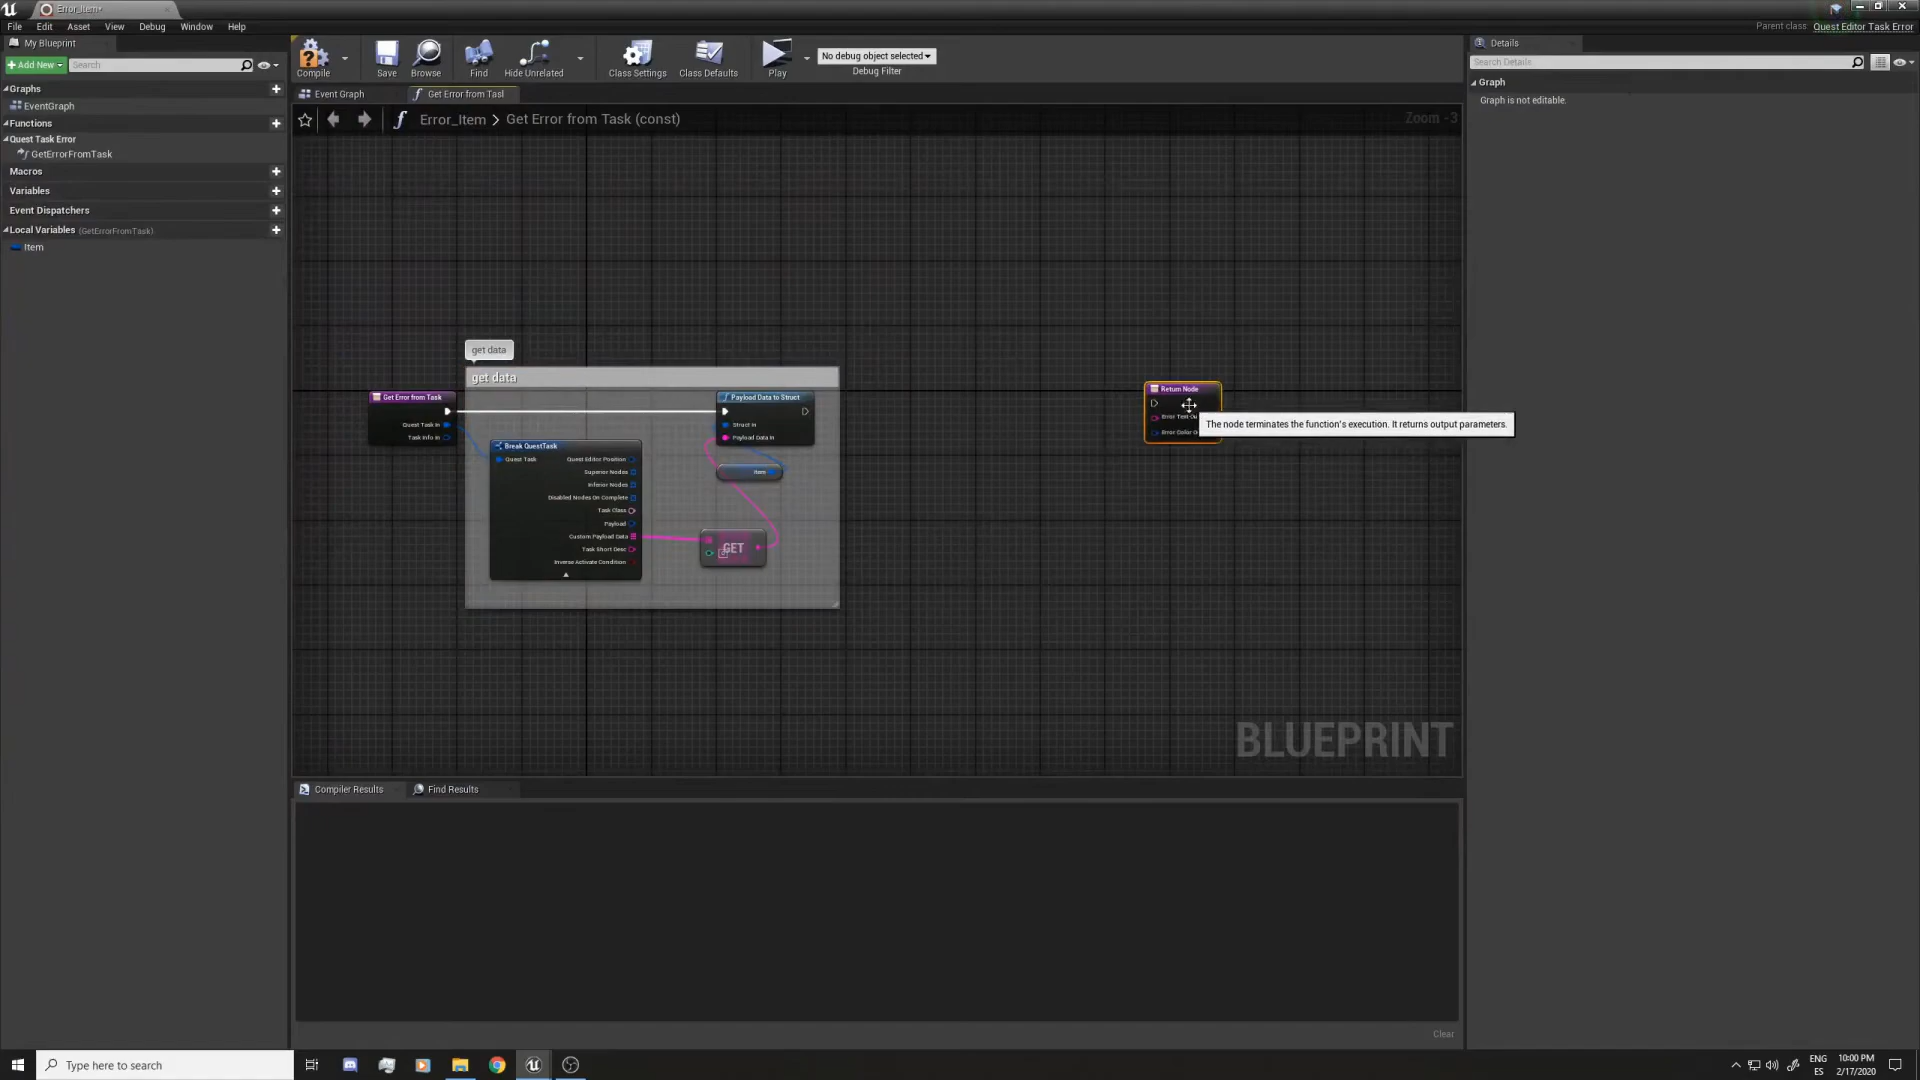 Error_Item*
File Edit Asset View Debug Window Help
Parent class: Quest Editor Task Error
My Blueprint
Add New
Search
Graphs
EventGraph
Functions
Quest Task Error
GetErrorFromTask
Macros
Variables
Event Dispatchers
Local Variables (GetErrorFromTask)
Item
Compile
Save
Browse
Find
Hide Unrelated
Class Settings
Class Defaults
Play
No debug object selected
Debug Filter
Event Graph
Get Error from Tasl
Error_Item > Get Error from Task (const)
Zoom -3
get data
get data
Get Error from Task
Quest Task In
Task Info In
Break QuestTask
Quest Task
Quest Editor Position
Superior Nodes
Inferior Nodes
Disabled Nodes On Complete
Task Class
Payload
Custom Payload Data
Task Short Desc
Inverse Activate Condition
Payload Data to Struct
Struct In
Payload Data In
Item
GET
Return Node
Error Text Ou
Error Color O
The node terminates the function's execution. It returns output parameters.
BLUEPRINT
Compiler Results
Find Results
Clear
Details
Search Details
Graph
Graph is not editable.
Type here to search
ENG
ES
10:00 PM
2/17/2020